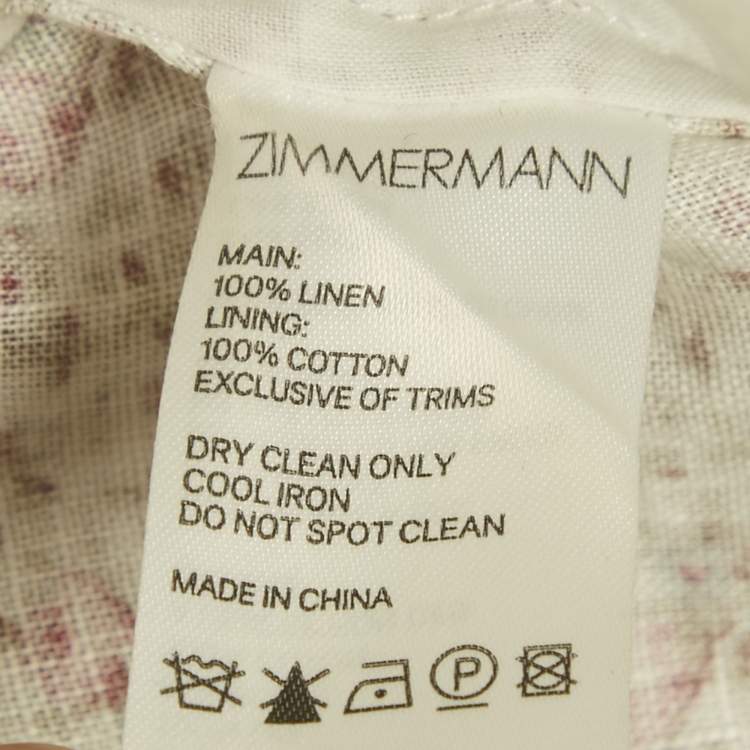 ZIMMERMANN
MAIN:
100% LINEN
LINING:
100% COTTON
EXCLUSIVE OF TRIMS
DRY CLEAN ONLY
COOL IRON
DO NOT SPOT CLEAN
MADE IN CHINA
P